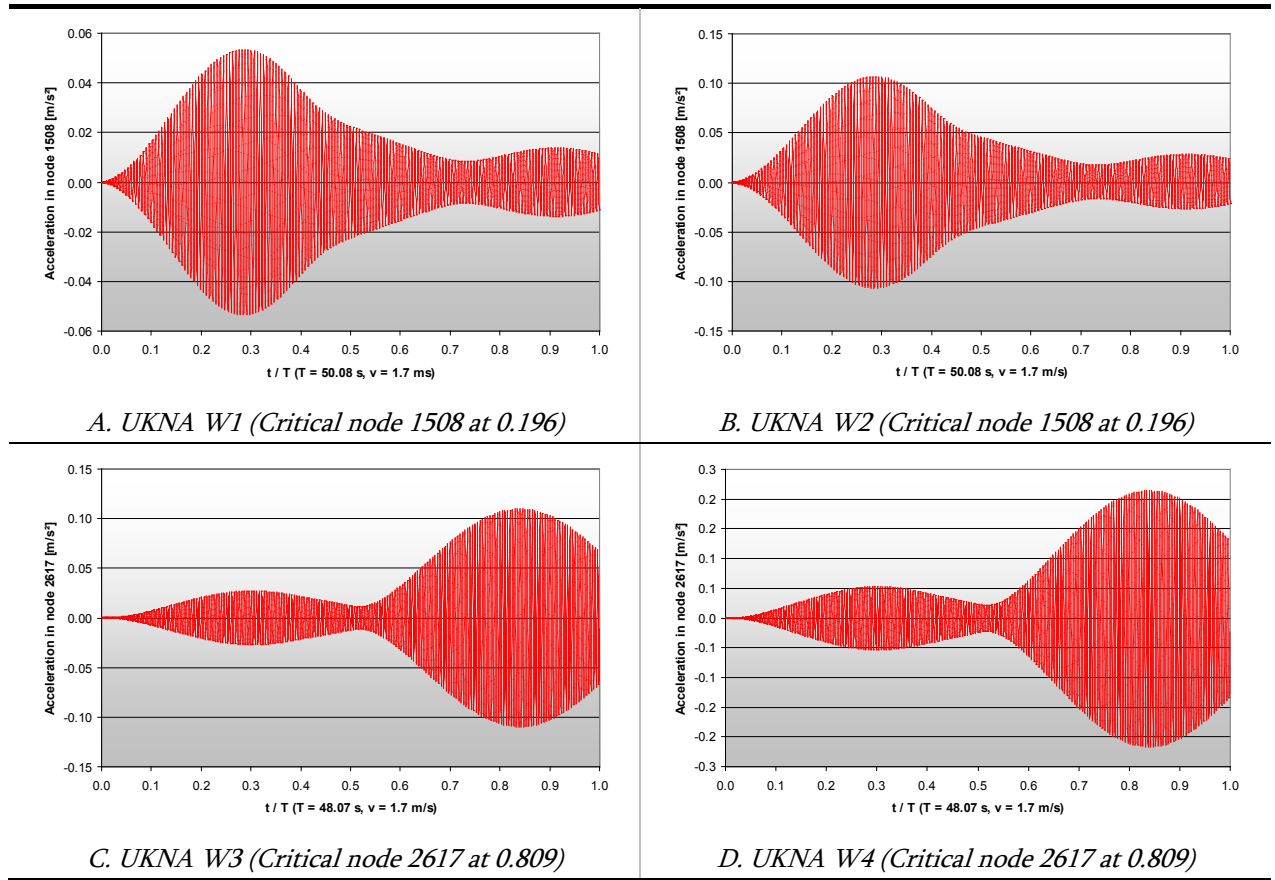 0.06
0.04
0.02
0.00
-0.02
-0.04
-0.06
Acceleration in node 1508 [m/s²]
0.0 0.1 0.2 0.3 0.4 0.5 0.6 0.7 0.8 0.9 1.0
t / T (T = 50.08 s, v = 1.7 ms)
A. UKNA W1 (Critical node 1508 at 0.196)
0.15
0.10
0.05
0.00
-0.05
-0.10
-0.15
Acceleration in node 1508 [m/s²]
0.0 0.1 0.2 0.3 0.4 0.5 0.6 0.7 0.8 0.9 1.0
t / T (T = 50.08 s, v = 1.7 m/s)
B. UKNA W2 (Critical node 1508 at 0.196)
0.15
0.10
0.05
0.00
-0.05
-0.10
-0.15
Acceleration in node 2617 [m/s²]
0.0 0.1 0.2 0.3 0.4 0.5 0.6 0.7 0.8 0.9 1.0
t / T (T = 48.07 s, v = 1.7 m/s)
C. UKNA W3 (Critical node 2617 at 0.809)
0.3
0.2
0.2
0.1
0.1
0.0
-0.1
-0.1
-0.2
-0.2
-0.3
Acceleration in node 2617 [m/s²]
0.0 0.1 0.2 0.3 0.4 0.5 0.6 0.7 0.8 0.9 1.0
t / T (T = 48.07 s, v = 1.7 m/s)
D. UKNA W4 (Critical node 2617 at 0.809)